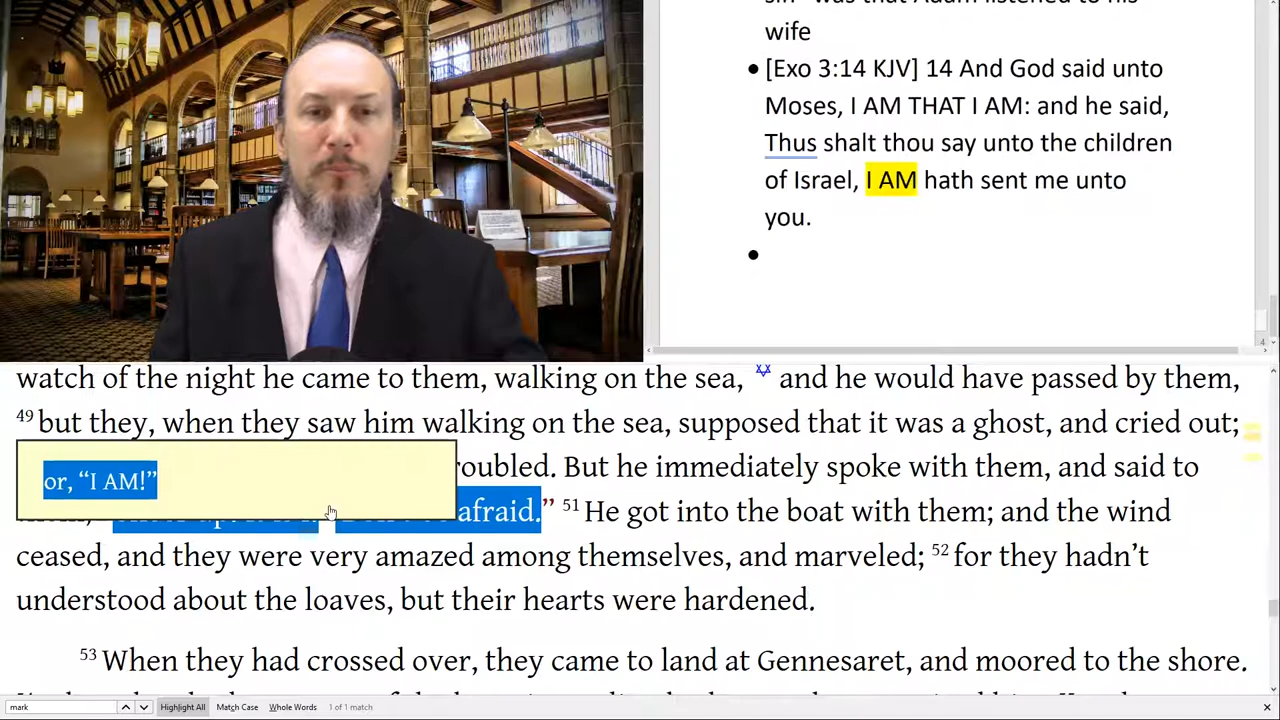 wife
• [Exo 3:14 KJV] 14 And God said unto
Moses, I AM THAT I AM: and he said,
Thus shalt thou say unto the children
of Israel, I AM hath sent me unto
you.
•
4
watch of the night he came to them, walking on the sea, and he would have passed by them,
49 but they, when they saw him walking on the sea, supposed that it was a ghost, and cried out;
roubled. But he immediately spoke with them, and said to
or, “I AM!”
afraid.” 51 He got into the boat with them; and the wind
ceased, and they were very amazed among themselves, and marveled; 52 for they hadn’t
understood about the loaves, but their hearts were hardened.
53 When they had crossed over, they came to land at Gennesaret, and moored to the shore.
mark Highlight All Match Case Whole Words 1 of 1 match